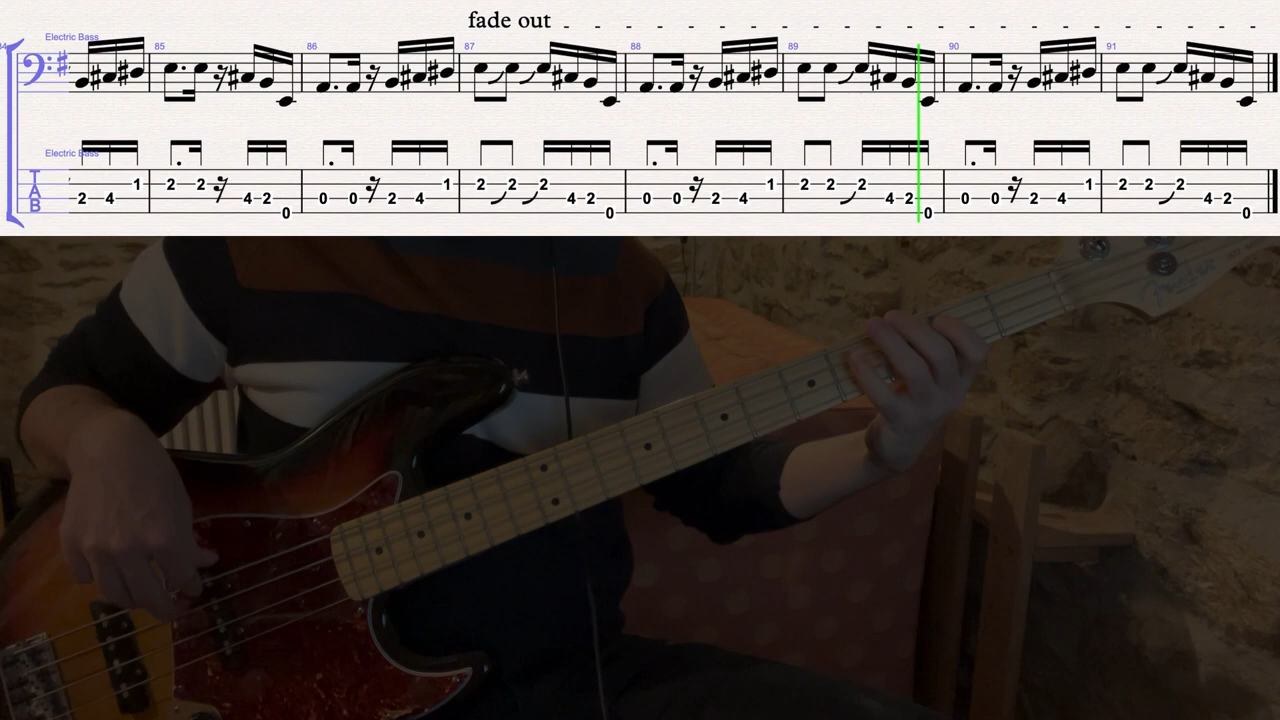 fade out
Electric Bass
85 86 87 88 89 90 91
Electric Bass
T
A
B
2 4 1 2 2 4 2 0 0 0 2 4 1 2 2 2 4 2 0 0 0 2 4 1 2 2 2 4 2 0 0 0 2 4 1 2 2 2 4 2 0